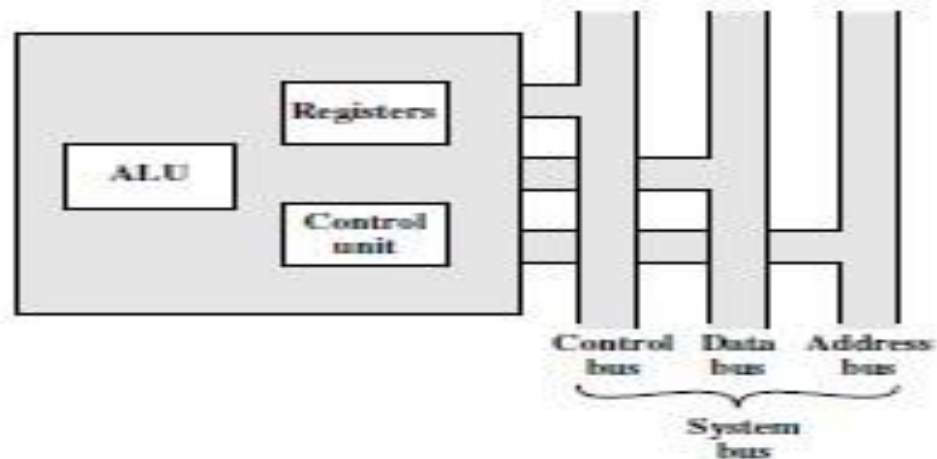 Registers
ALU
Control
unit
Control Data Address
bus bus bus
System
bus